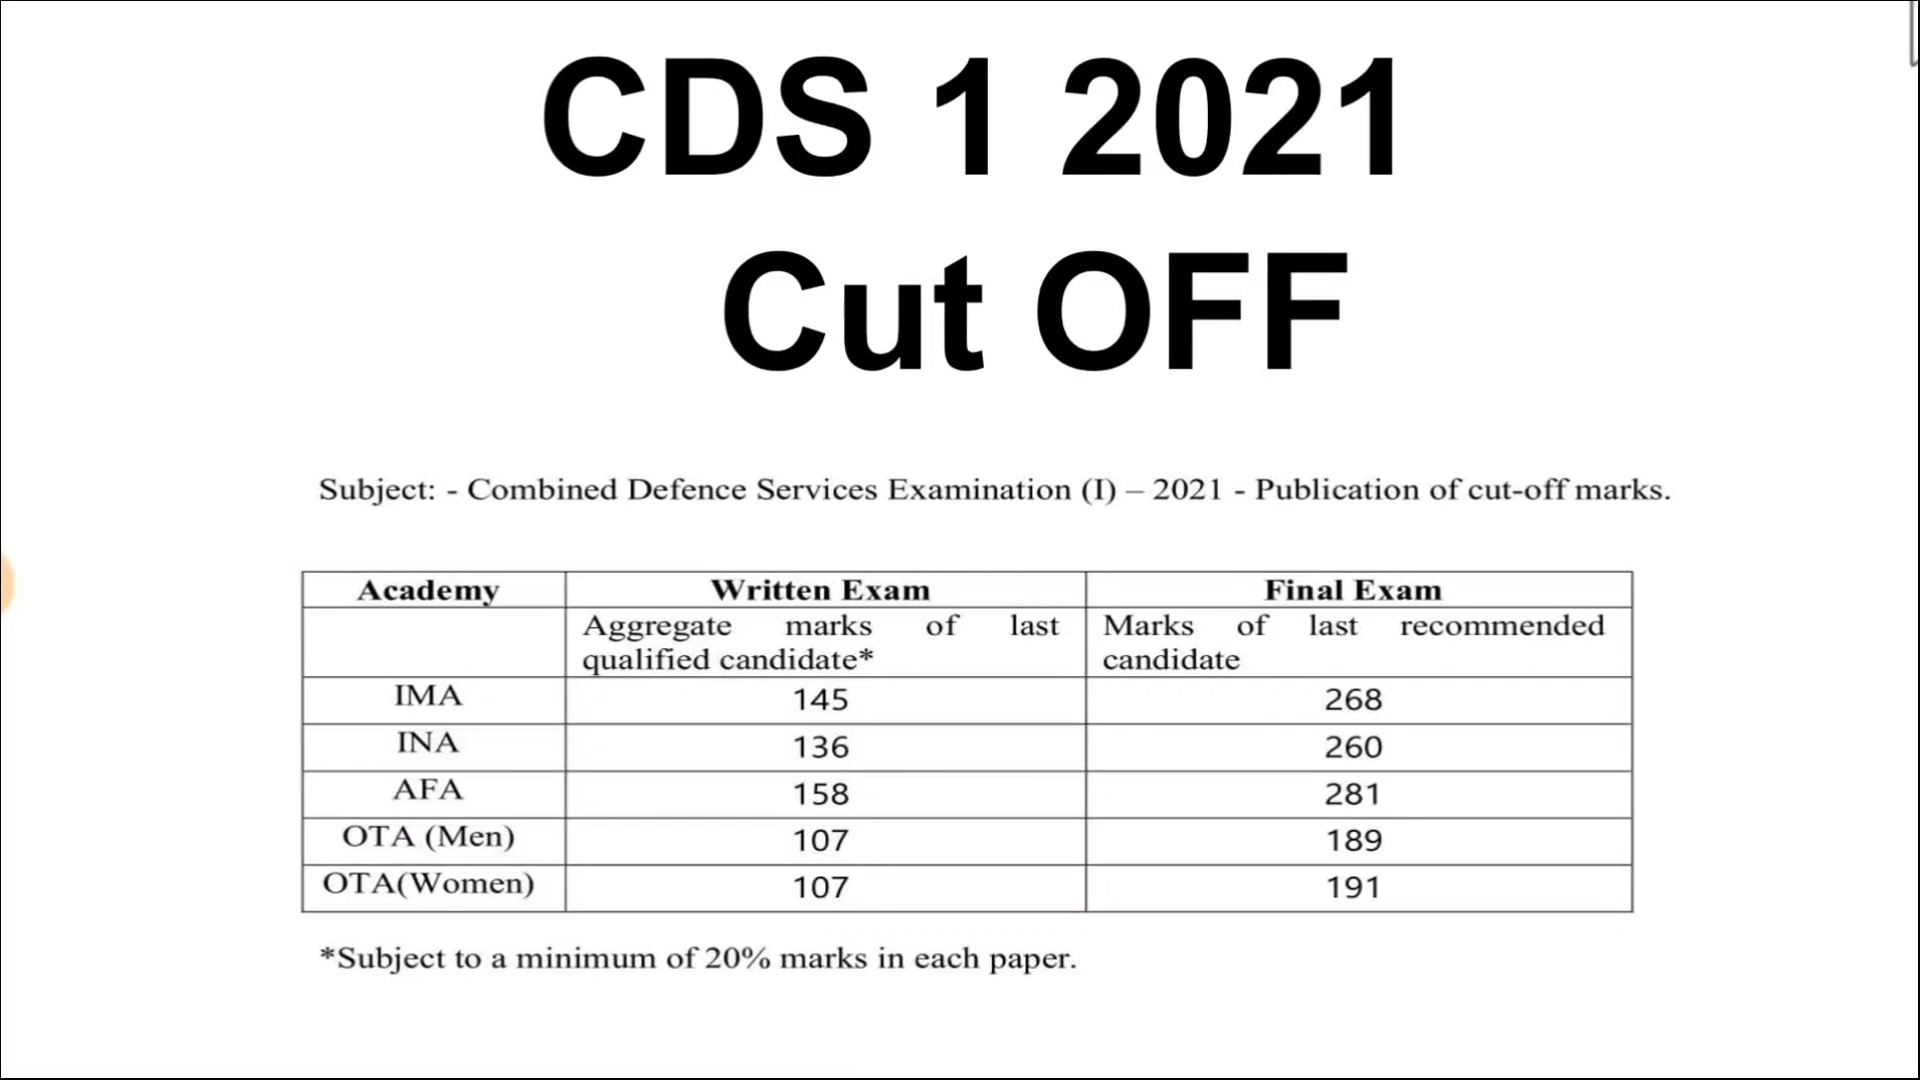 CDS 1 2021
Cut OFF
Subject: - Combined Defence Services Examination (I) – 2021 - Publication of cut-off marks.
Academy Written Exam Final Exam
Aggregate marks of last qualified candidate* Marks of last recommended candidate
IMA 145 268
INA 136 260
AFA 158 281
OTA (Men) 107 189
OTA(Women) 107 191
*Subject to a minimum of 20% marks in each paper.